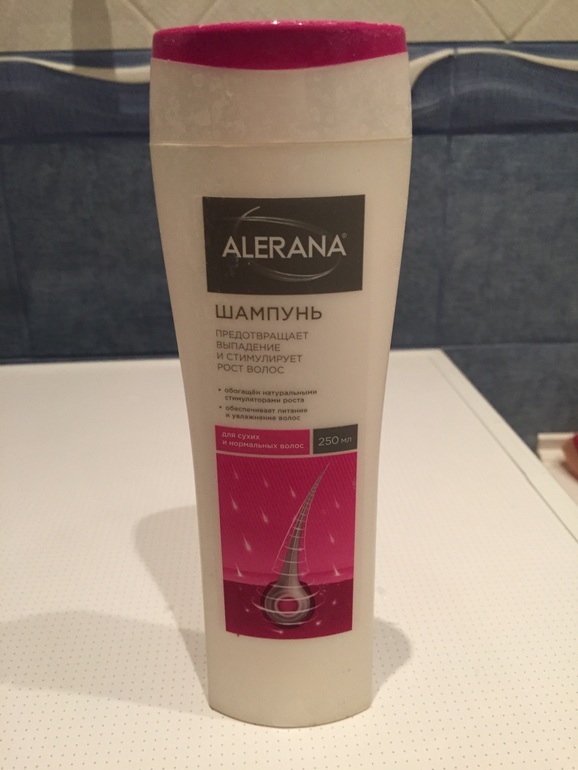 ALERANA®
ШАМПУНЬ
ПРЕДОТВРАЩАЕТ
ВЫПАДЕНИЕ
И СТИМУЛИРУЕТ
РОСТ ВОЛОС
• обогащён натуральными
стимуляторами роста
• обеспечивает питание
и увлажнение волос
для сухих
и нормальных волос
250 мл